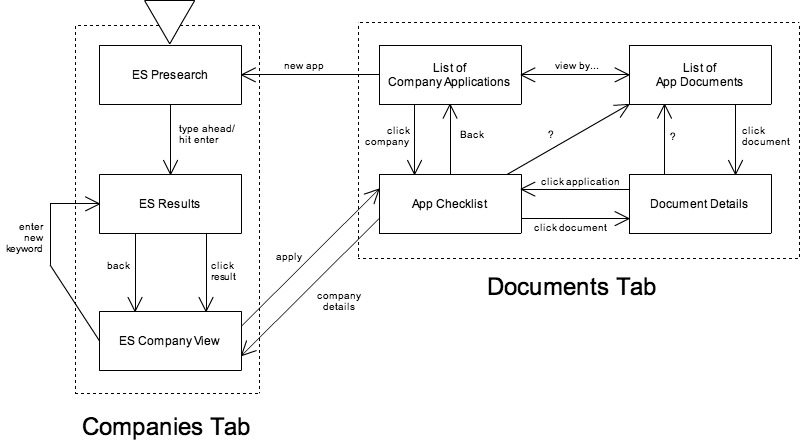 ES Presearch
new app
List of
Company Applications
view by...
List of
App Documents
type ahead/
hit enter
click
company
Back
?
?
click
document
ES Results
App Checklist
click application
click document
Document Details
enter
new
keyword
back
click
result
apply
company
details
ES Company View
Documents Tab
Companies Tab